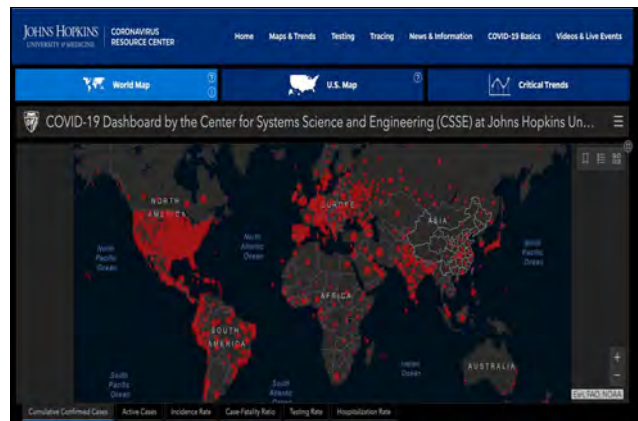 JOHNS HOPKINS
UNIVERSITY & MEDICINE
CORONAVIRUS
RESOURCE CENTER
Home
Maps & Trends
Testing
Tracing
News & Information
COVID-19 Basics
Videos & Live Events
World Map
U.S. Map
Critical Trends
COVID-19 Dashboard by the Center for Systems Science and Engineering (CSSE) at Johns Hopkins Un...
NORTH
AMERICA
EUROPE
ASIA
North
Pacific
Ocean
North
Atlantic
Ocean
North
Pacific
Ocean
AFRICA
SOUTH
AMERICA
Indian
Ocean
AUSTRALIA
South
Pacific
Ocean
South
Atlantic
Ocean
Esri, FAO, NOAA
Cumulative Confirmed Cases
Active Cases
Incidence Rate
Case-Fatality Ratio
Testing Rate
Hospitalization Rate